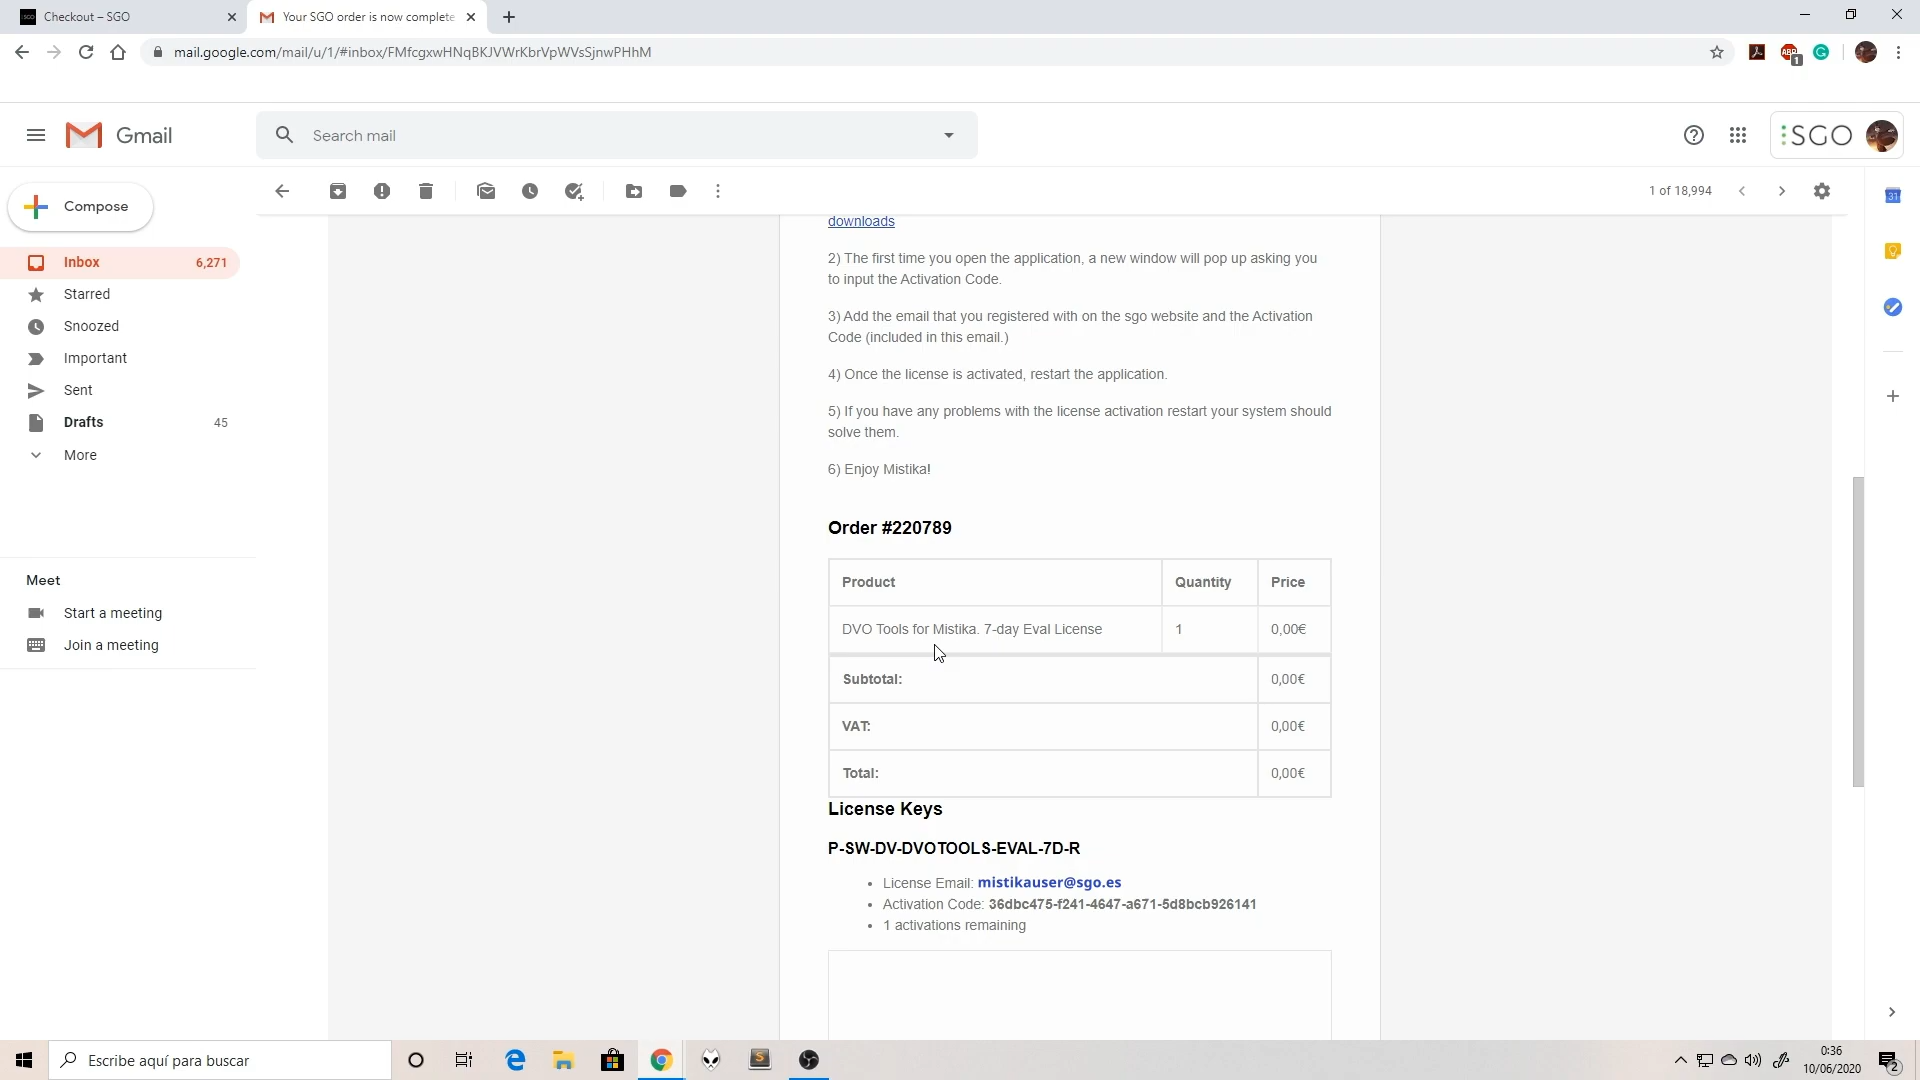 Checkout – SGO
Your SGO order is now complete
mail.google.com/mail/u/1/#inbox/FMfcgxwHNqBKJVWrKbrVpWVsSjnwPHhM
ABP
1
G
Gmail
Search mail
SGO
Compose
1 of 18,994
31
Inbox 6,271
Starred
Snoozed
Important
Sent
Drafts 45
More
Meet
Start a meeting
Join a meeting
downloads
2) The first time you open the application, a new window will pop up asking you
to input the Activation Code.
3) Add the email that you registered with on the sgo website and the Activation
Code (included in this email.)
4) Once the license is activated, restart the application.
5) If you have any problems with the license activation restart your system should
solve them.
6) Enjoy Mistika!
Order #220789
Product Quantity Price
DVO Tools for Mistika. 7-day Eval License 1 0,00€
Subtotal: 0,00€
VAT: 0,00€
Total: 0,00€
License Keys
P-SW-DV-DVOTOOLS-EVAL-7D-R
• License Email: mistikauser@sgo.es
• Activation Code: 36dbc475-f241-4647-a671-5d8bcb926141
• 1 activations remaining
Escribe aquí para buscar
S
0:36
10/06/2020
2